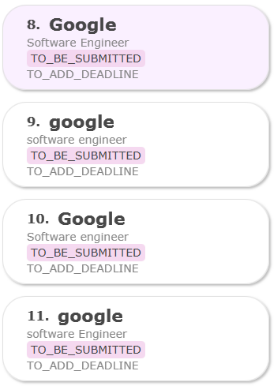 8. Google
Software Engineer
TO_BE_SUBMITTED
TO_ADD_DEADLINE
9. google
software engineer
TO_BE_SUBMITTED
TO_ADD_DEADLINE
10. Google
Software engineer
TO_BE_SUBMITTED
TO_ADD_DEADLINE
11. google
software Engineer
TO_BE_SUBMITTED
TO_ADD_DEADLINE